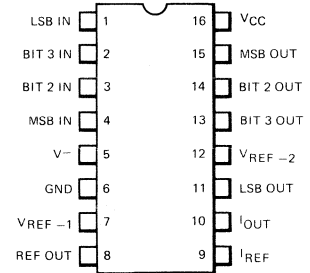 LSB IN 1 16 VCC
BIT 3 IN 2 15 MSB OUT
BIT 2 IN 3 14 BIT 2 OUT
MSB IN 4 13 BIT 3 OUT
V− 5 12 VREF −2
GND 6 11 LSB OUT
VREF −1 7 10 IOUT
REF OUT 8 9 IREF